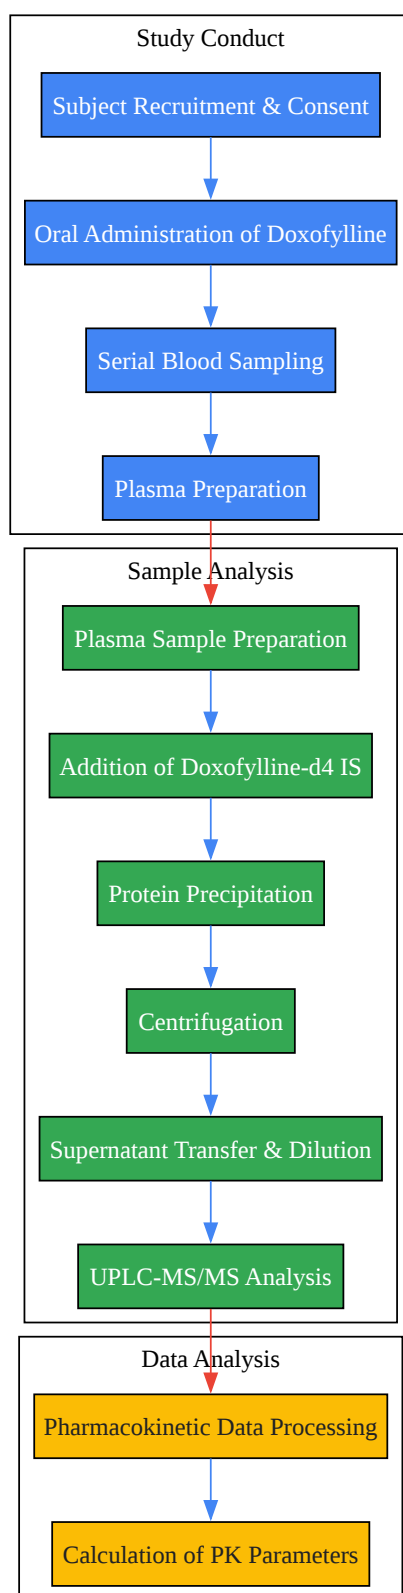 Study Conduct
Subject Recruitment & Consent
Oral Administration of Doxofylline
Serial Blood Sampling
Plasma Preparation
Sample Analysis
Plasma Sample Preparation
Addition of Doxofylline-d4 IS
Protein Precipitation
Centrifugation
Supernatant Transfer & Dilution
UPLC-MS/MS Analysis
Data Analysis
Pharmacokinetic Data Processing
Calculation of PK Parameters